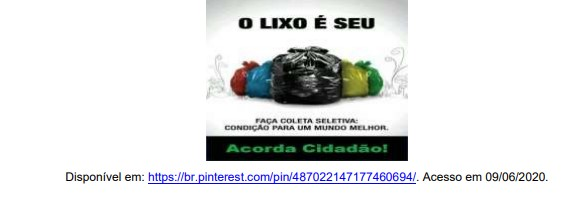 O LIXO É SEU
FAÇA COLETA SELETIVA:
CONDIÇÃO PARA UM MUNDO MELHOR.
Acorda Cidadão!
Disponível em: https://br.pinterest.com/pin/487022147177460694/. Acesso em 09/06/2020.